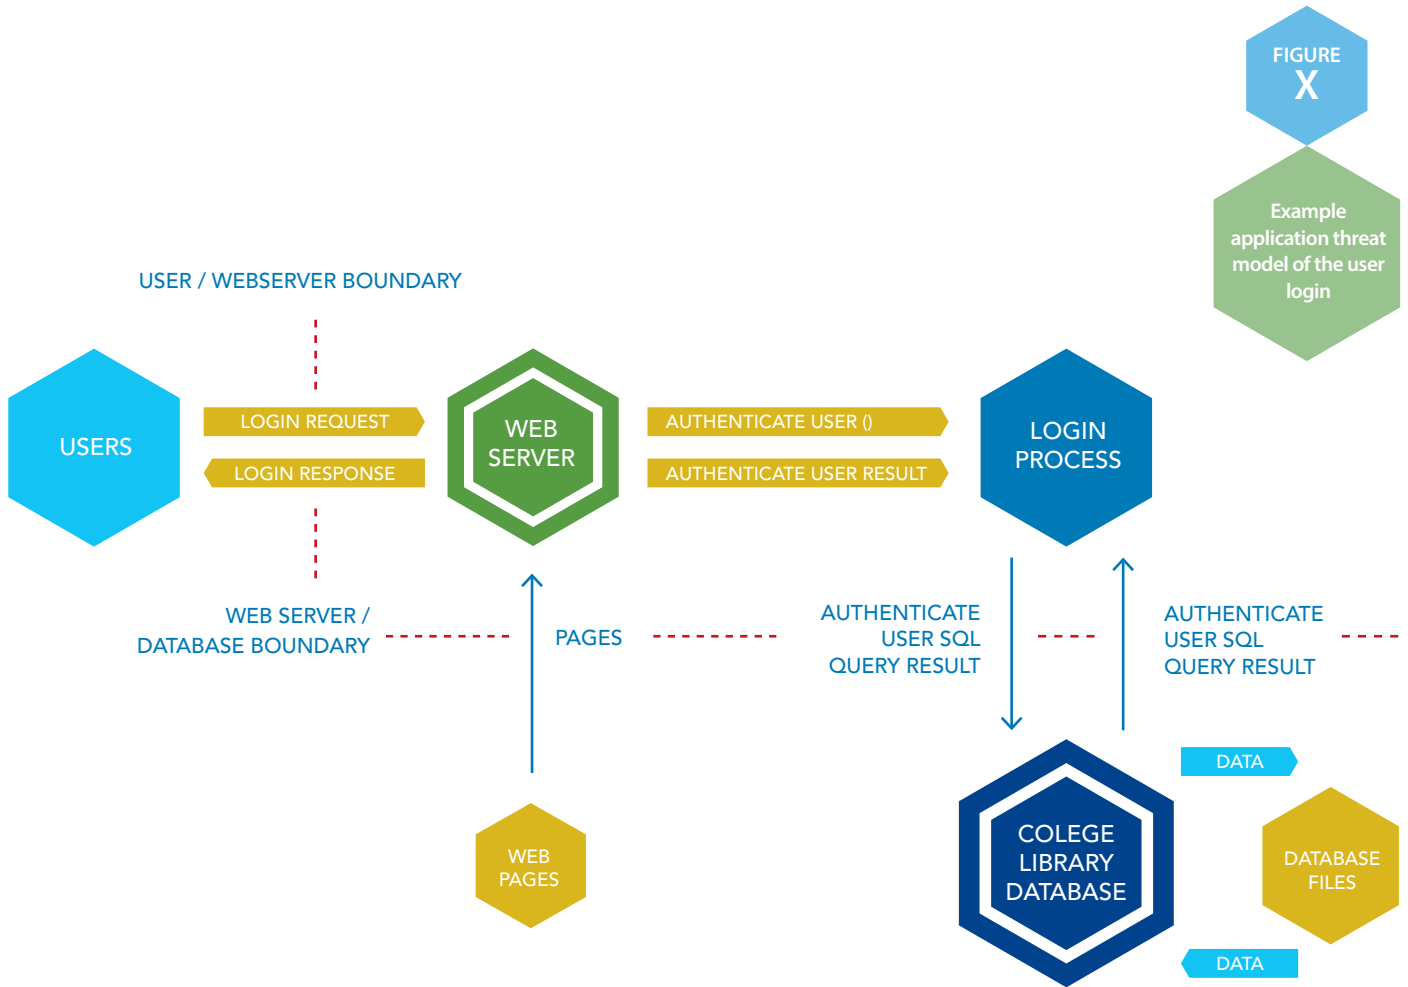 FIGURE
X
Example
application threat
model of the user
login
USER / WEBSERVER BOUNDARY
USERS
LOGIN REQUEST
LOGIN RESPONSE
WEB
SERVER
AUTHENTICATE USER ()
AUTHENTICATE USER RESULT
LOGIN
PROCESS
WEB SERVER /
DATABASE BOUNDARY
PAGES
AUTHENTICATE
USER SQL
QUERY RESULT
AUTHENTICATE
USER SQL
QUERY RESULT
WEB
PAGES
COLEGE
LIBRARY
DATABASE
DATA
DATABASE
FILES
DATA